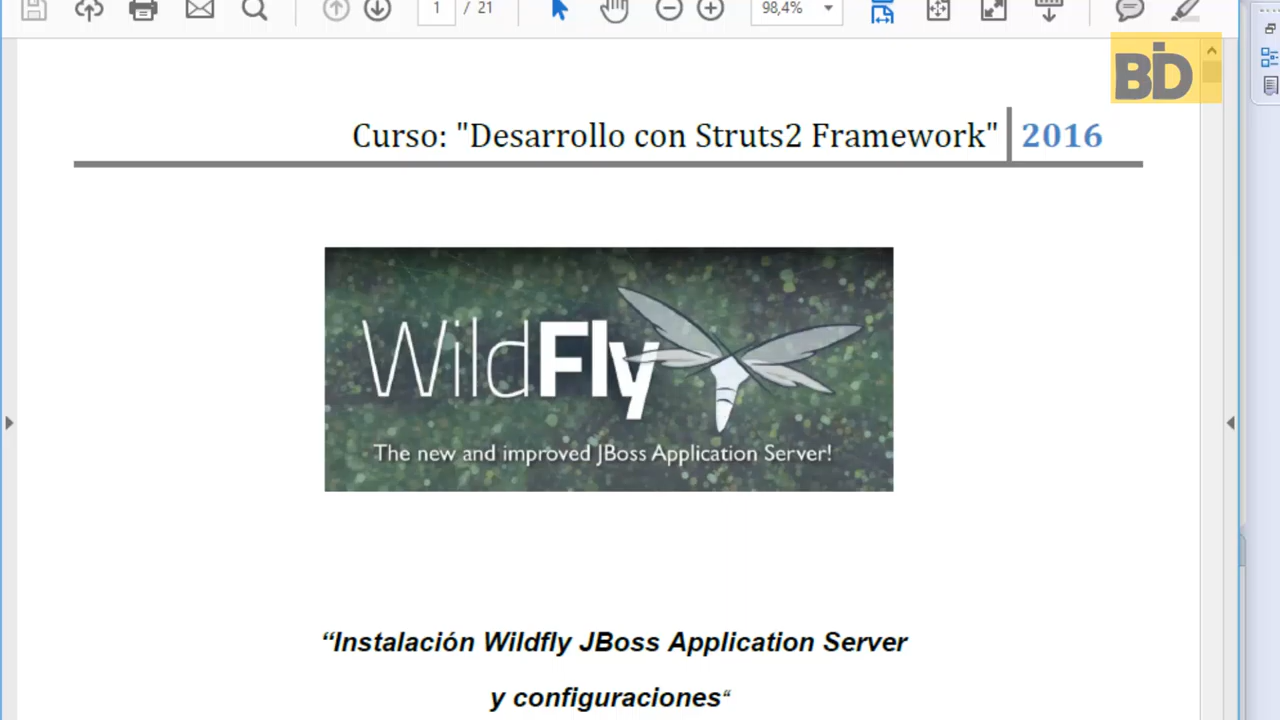 1 / 21
98,4%
BID
Curso: "Desarrollo con Struts2 Framework" 2016
WildFly
The new and improved JBoss Application Server!
“Instalación Wildfly JBoss Application Server
y configuraciones“